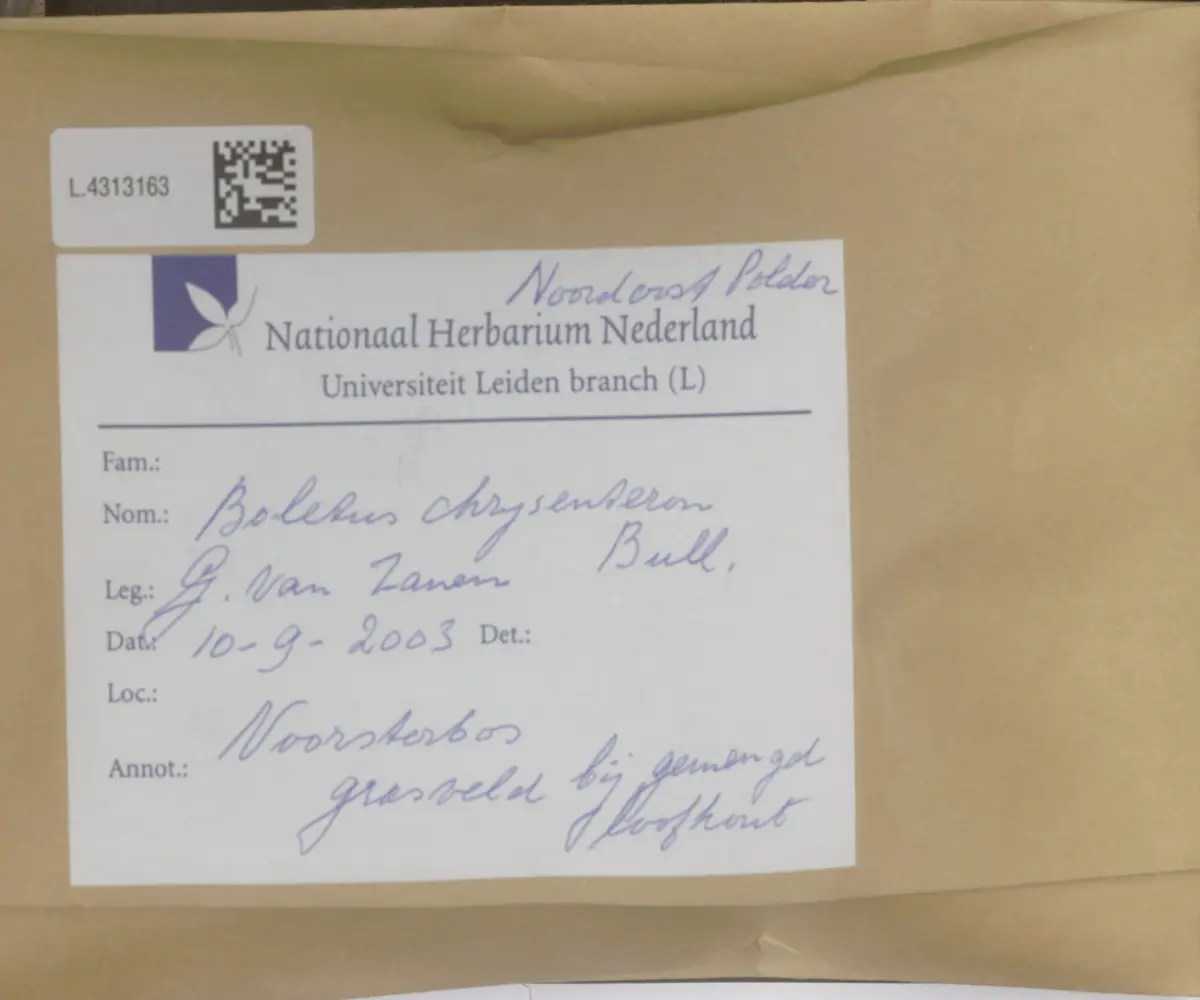 L.4313163
Noordoost Polder
Nationaal Herbarium Nederland
Universiteit Leiden branch (L)
Fam.:
Nom.: Boletus chrysenteron
Bull.
Leg.: G. van Zanen
Dat.: 10-9-2003 Det.:
Loc.:
Voorsterbos
Annot.:
grasveld bij gemengd
loofhout